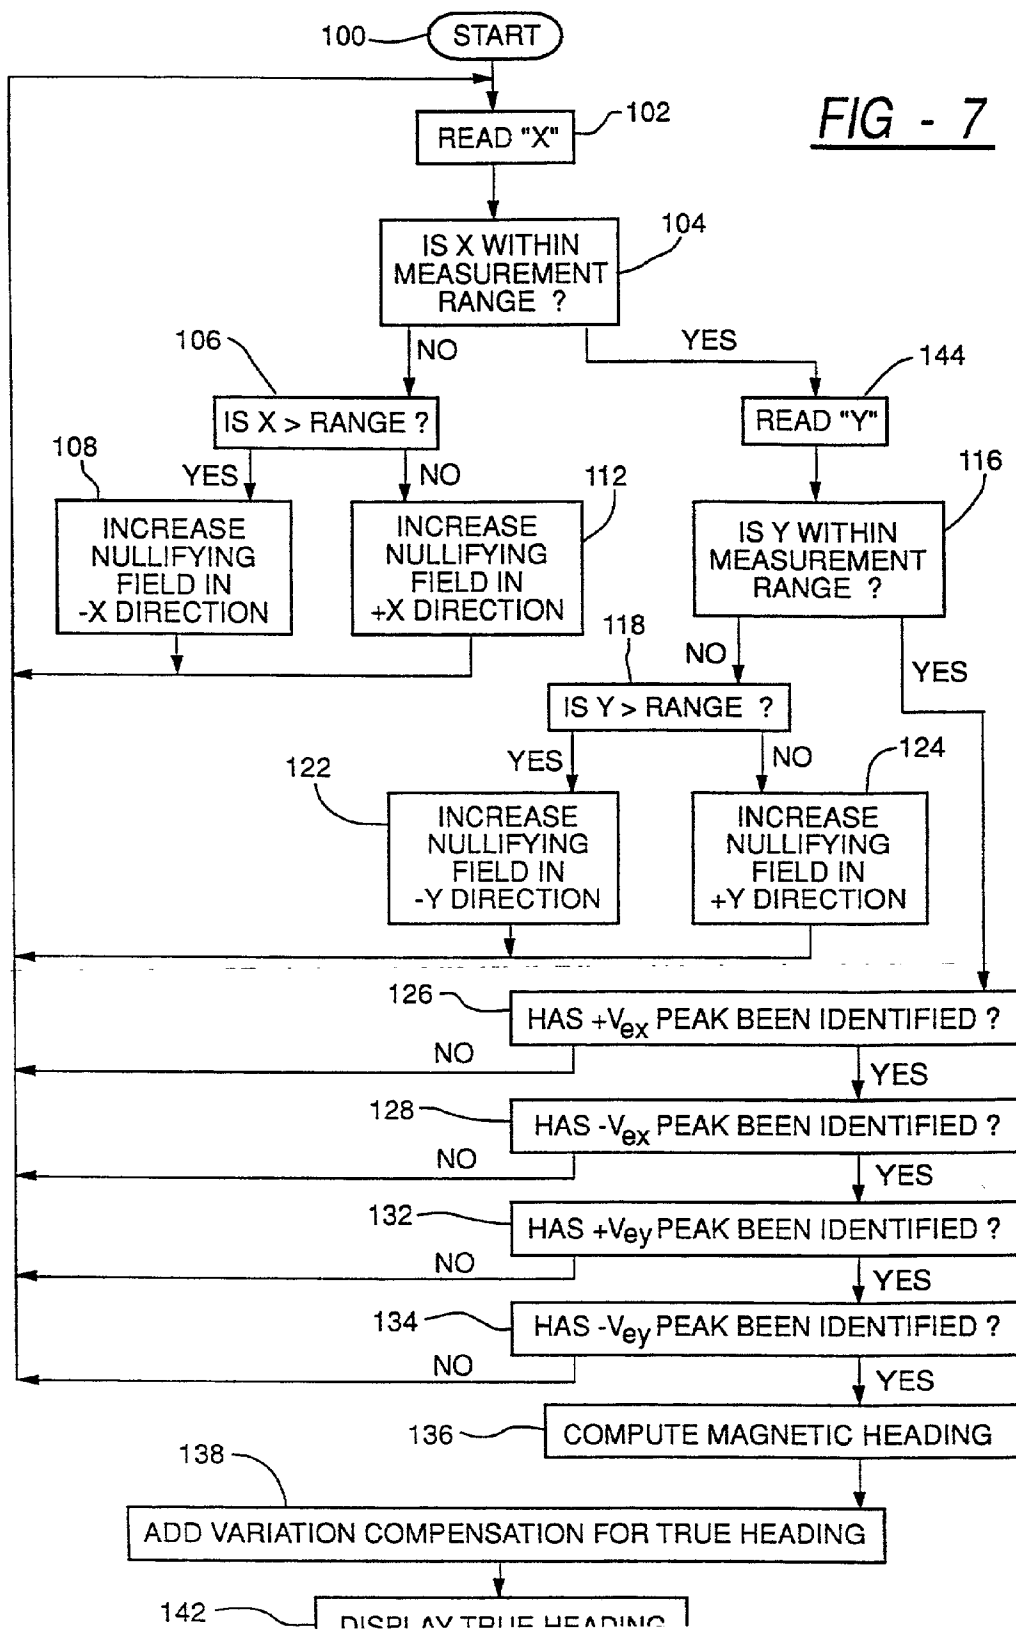 100 START
FIG - 7
READ "X" 102
IS X WITHIN
MEASUREMENT
RANGE ?
104
NO
YES
106
IS X > RANGE ?
144
READ "Y"
YES
NO
108
INCREASE
NULLIFYING
FIELD IN
-X DIRECTION
112
INCREASE
NULLIFYING
FIELD IN
+X DIRECTION
116
IS Y WITHIN
MEASUREMENT
RANGE ?
NO
YES
118
IS Y > RANGE ?
YES
NO
122
INCREASE
NULLIFYING
FIELD IN
-Y DIRECTION
124
INCREASE
NULLIFYING
FIELD IN
+Y DIRECTION
126
HAS +Vex PEAK BEEN IDENTIFIED ?
NO
YES
128
HAS -Vex PEAK BEEN IDENTIFIED ?
NO
YES
132
HAS +Vey PEAK BEEN IDENTIFIED ?
NO
YES
134
HAS -Vey PEAK BEEN IDENTIFIED ?
NO
YES
136
COMPUTE MAGNETIC HEADING
138
ADD VARIATION COMPENSATION FOR TRUE HEADING
142
DISPLAY TRUE HEADING